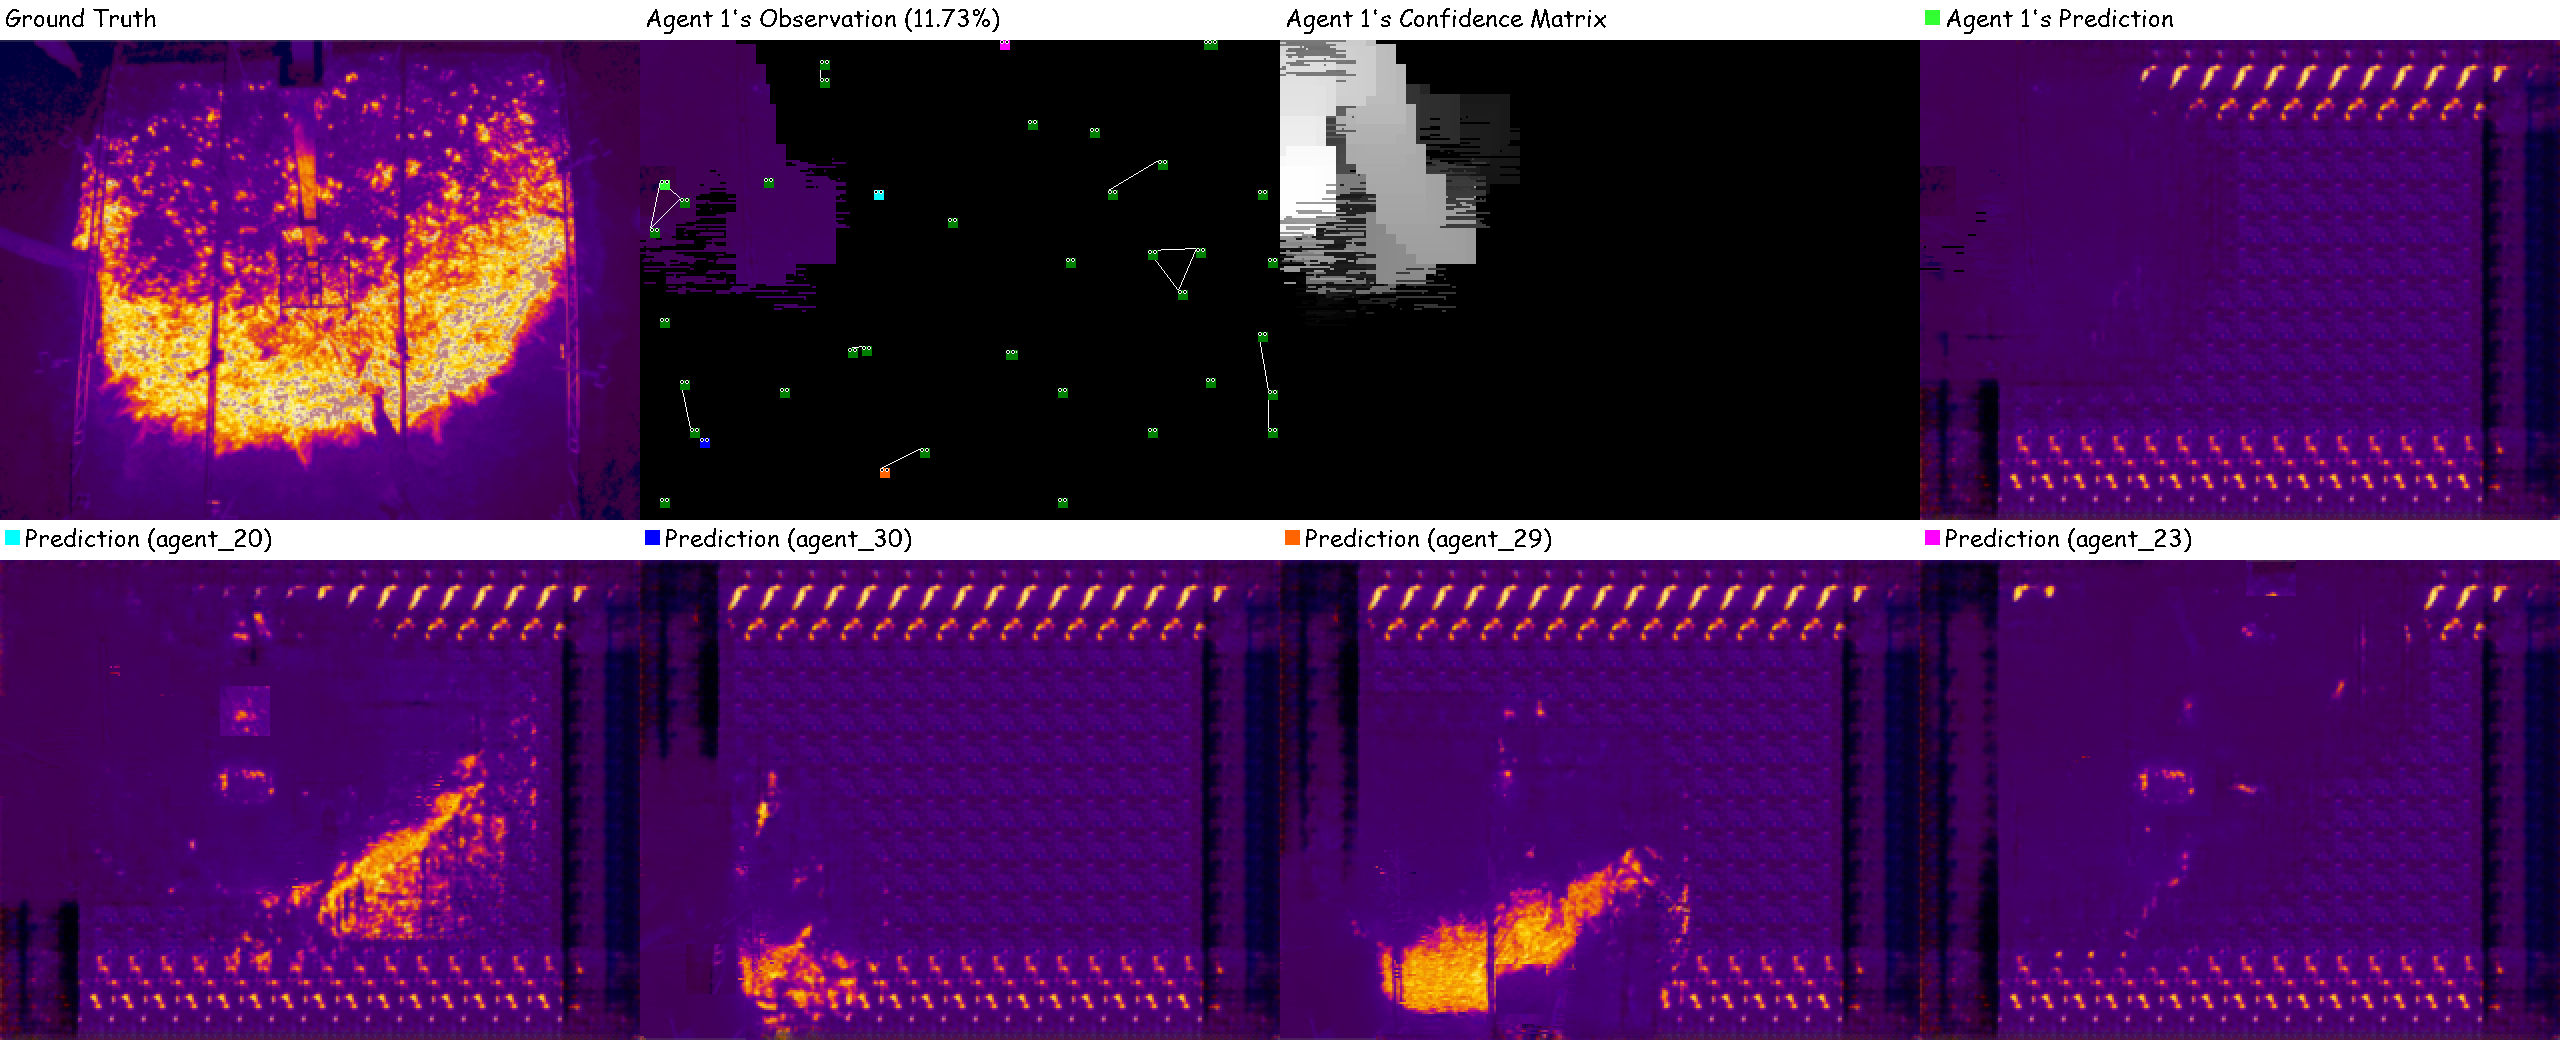 Ground Truth
Agent 1's Observation (11.73%)
Agent 1's Confidence Matrix
Agent 1's Prediction
Prediction (agent_20)
Prediction (agent_30)
Prediction (agent_29)
Prediction (agent_23)